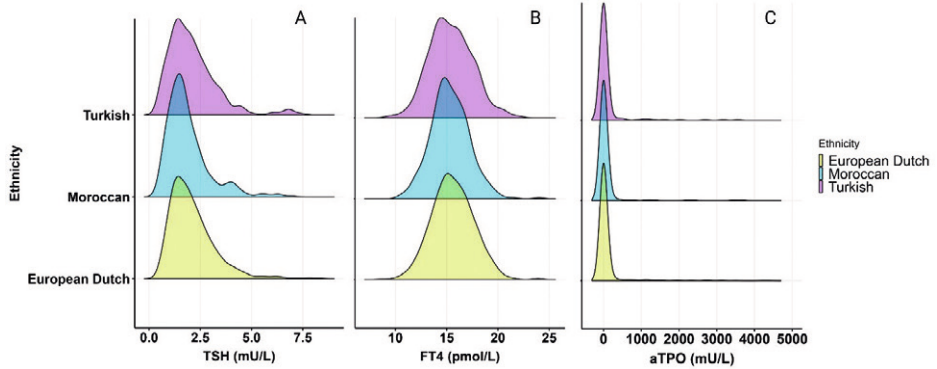 A
B
C
Ethnicity
Turkish
Moroccan
European Dutch
0.0 2.5 5.0 7.5
TSH (mU/L)
10 15 20 25
FT4 (pmol/L)
0 1000 2000 3000 4000 5000
aTPO (mU/L)
Ethnicity
European Dutch
Moroccan
Turkish